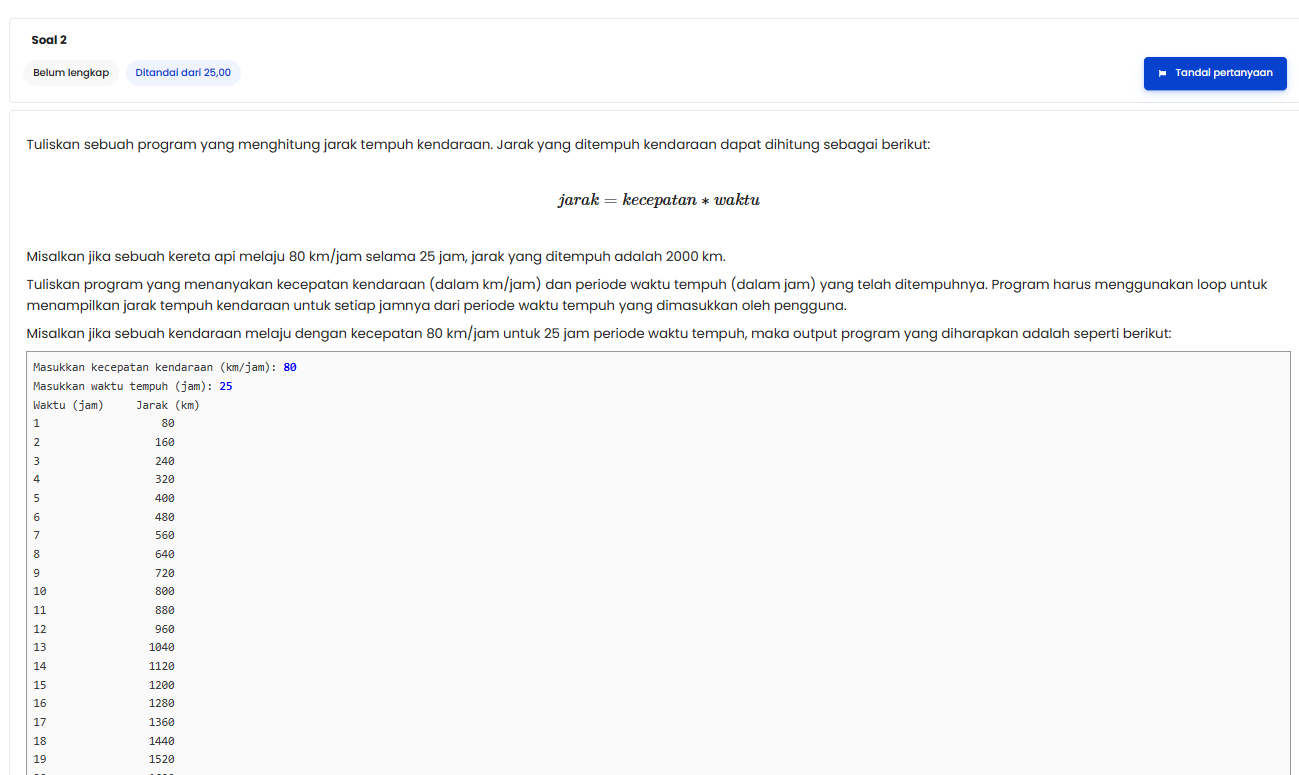 Soal 2
Belum lengkap
Ditandai dari 25,00
Tandai pertanyaan
Tuliskan sebuah program yang menghitung jarak tempuh kendaraan. Jarak yang ditempuh kendaraan dapat dihitung sebagai berikut:
jarak = kecepatan * waktu
Misalkan jika sebuah kereta api melaju 80 km/jam selama 25 jam, jarak yang ditempuh adalah 2000 km.
Tuliskan program yang menanyakan kecepatan kendaraan (dalam km/jam) dan periode waktu tempuh (dalam jam) yang telah ditempuhnya. Program harus menggunakan loop untuk
menampilkan jarak tempuh kendaraan untuk setiap jamnya dari periode waktu tempuh yang dimasukkan oleh pengguna.
Misalkan jika sebuah kendaraan melaju dengan kecepatan 80 km/jam untuk 25 jam periode waktu tempuh, maka output program yang diharapkan adalah seperti berikut:
Masukkan kecepatan kendaraan (km/jam): 80
Masukkan waktu tempuh (jam): 25
Waktu (jam)     Jarak (km)
1                   80
2                  160
3                  240
4                  320
5                  400
6                  480
7                  560
8                  640
9                  720
10                 800
11                 880
12                 960
13                1040
14                1120
15                1200
16                1280
17                1360
18                1440
19                1520